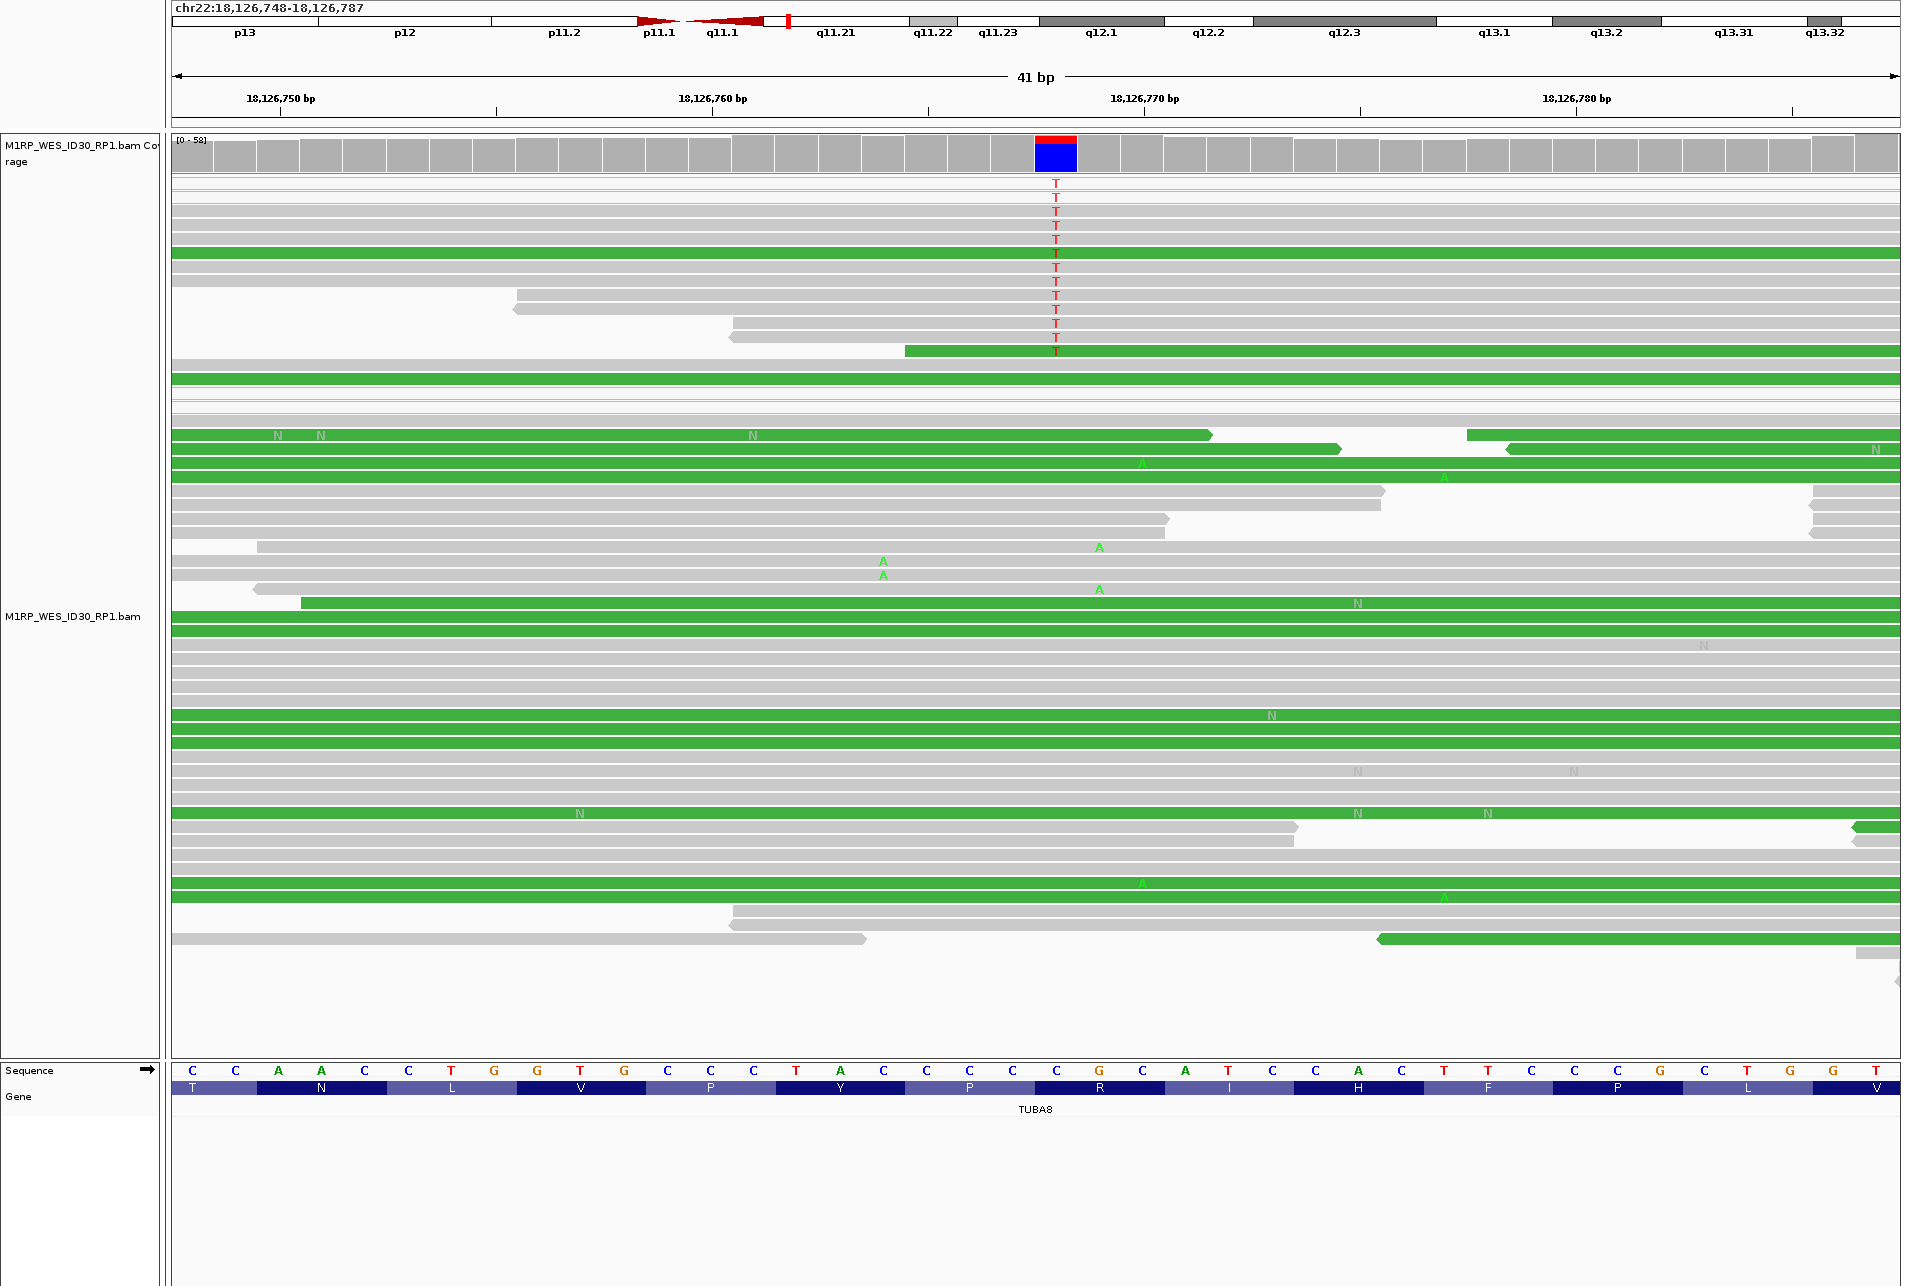 chr22:18,126,748-18,126,787
p13 p12 p11.2 p11.1 q11.1 q11.21 q11.22 q11.23 q12.1 q12.2 q12.3 q13.1 q13.2 q13.31 q13.32
41 bp
18,126,750 bp 18,126,760 bp 18,126,770 bp 18,126,780 bp
M1RP_WES_ID30_RP1.bam Co
rage
[0 - 58]
T
T
T
T
T
T
T
T
T
T
T
T
T
N N N
N
A
A
A
A
A
A
N
M1RP_WES_ID30_RP1.bam
N
N
N N
N N N
A
A
Sequence C C A A C C T G G T G C C C T A C C C C C G C A T C C A C T T C C C G C T G G T
T N L V P Y P R I H F P L V
Gene
TUBA8